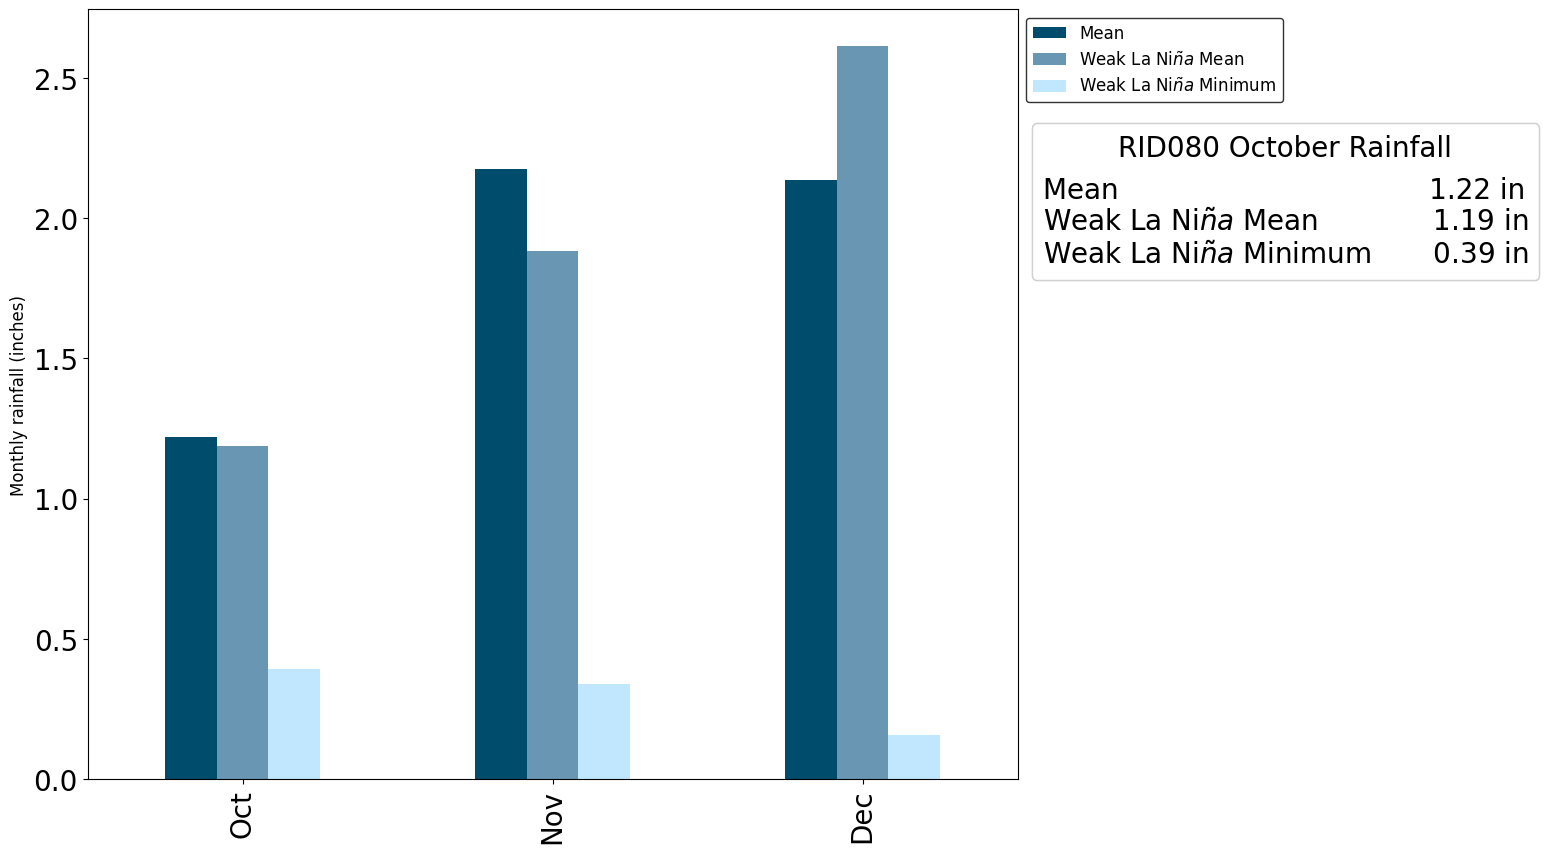 Mean
Weak La Niña Mean
Weak La Niña Minimum
RID080 October Rainfall
Mean 1.22 in
Weak La Niña Mean 1.19 in
Weak La Niña Minimum 0.39 in
Monthly rainfall (inches)
2.5
2.0
1.5
1.0
0.5
0.0
Oct
Nov
Dec